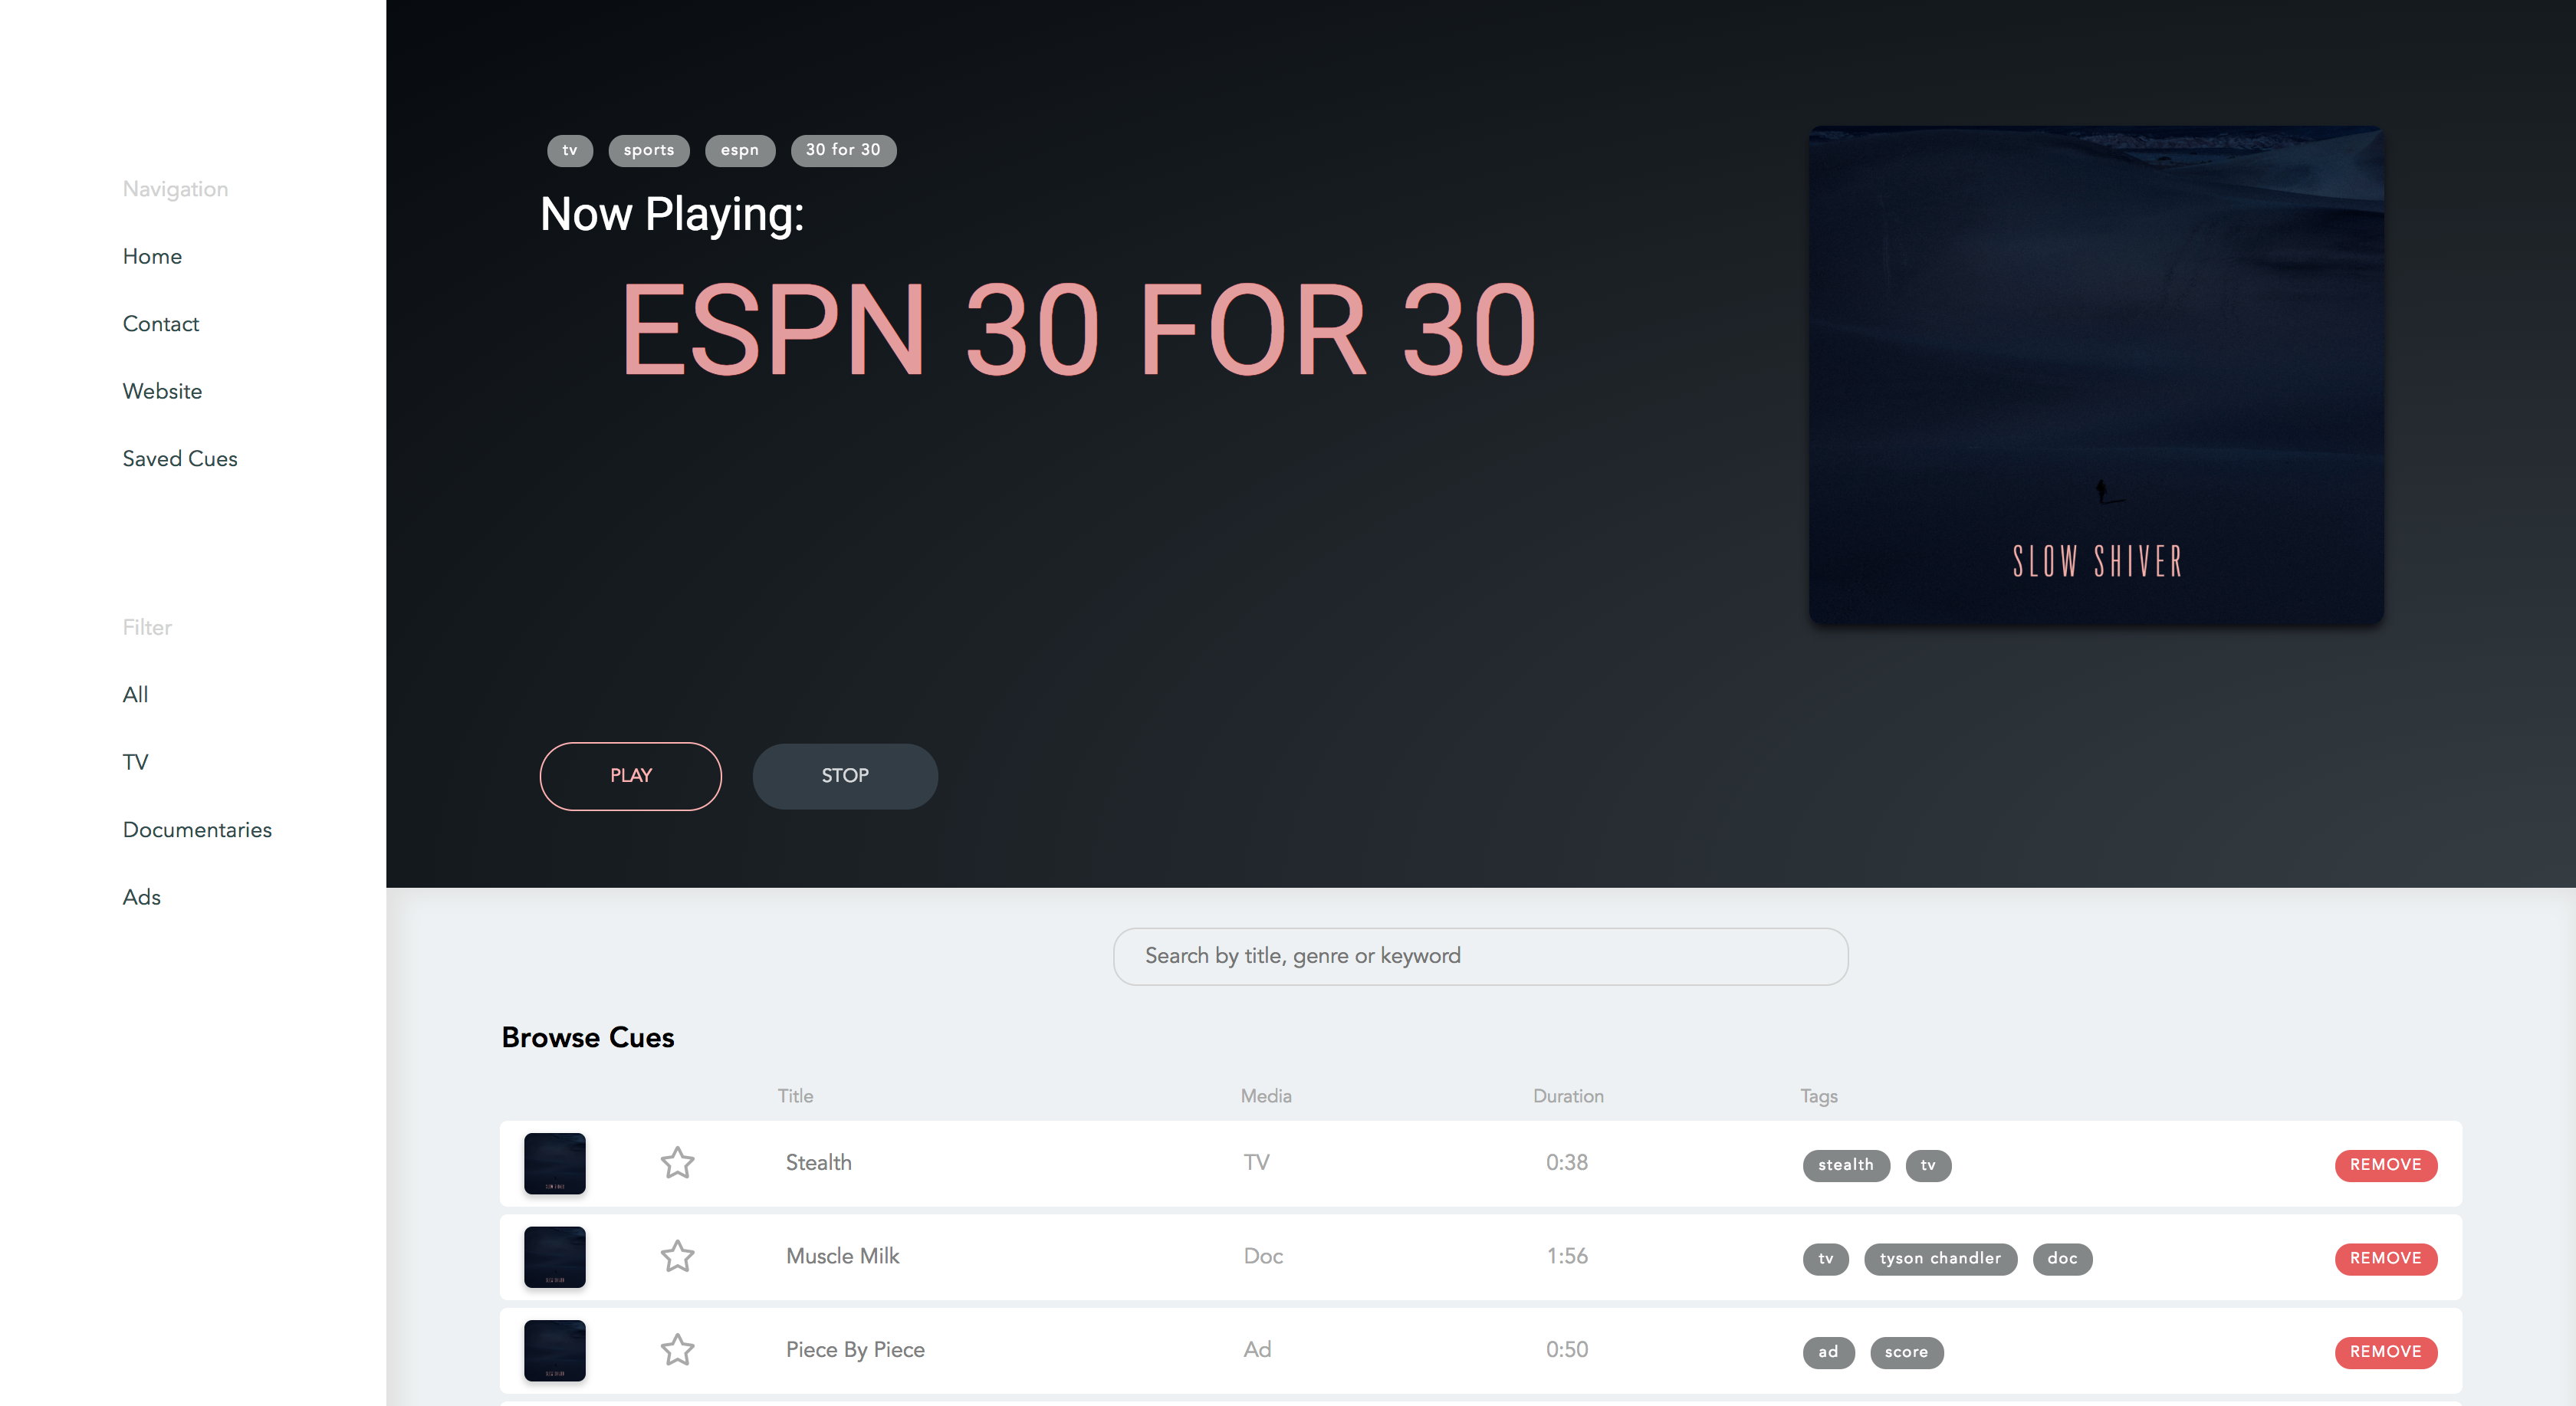 Navigation
Home
Contact
Website
Saved Cues
Filter
All
TV
Documentaries
Ads
tv sports espn 30 for 30
Now Playing:
ESPN 30 FOR 30
SLOW SHIVER
PLAY STOP
Search by title, genre or keyword
Browse Cues
Title Media Duration Tags
Stealth TV 0:38 stealth tv REMOVE
Muscle Milk Doc 1:56 tv tyson chandler doc REMOVE
Piece By Piece Ad 0:50 ad score REMOVE